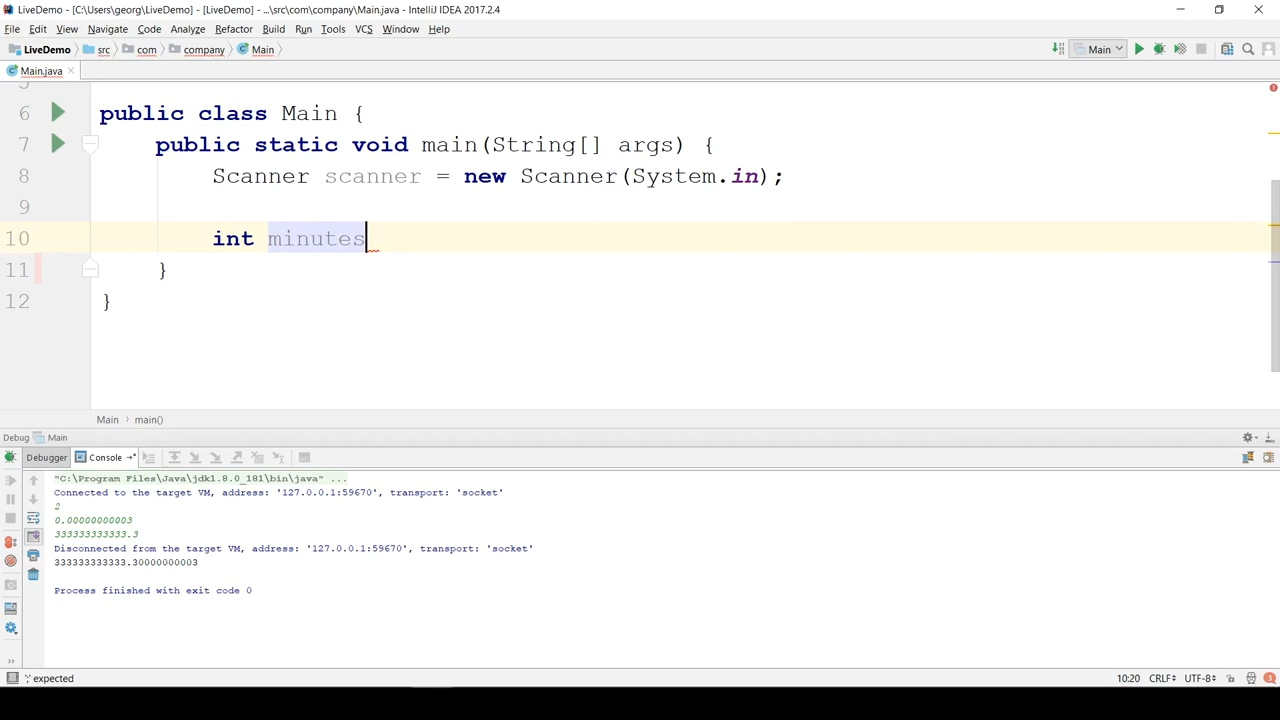 LiveDemo - [C:\Users\georg\LiveDemo] - [LiveDemo] - ...\src\com\company\Main.java - IntelliJ IDEA 2017.2.4
File Edit View Navigate Code Analyze Refactor Build Run Tools VCS Window Help
LiveDemo src com company Main Main
Main.java
5
6 public class Main {
7 public static void main(String[] args) {
8 Scanner scanner = new Scanner(System.in);
9
10 int minutes
11 }
12 }
Main main()
Debug Main
Debugger Console
"C:\Program Files\Java\jdk1.8.0_181\bin\java" ...
Connected to the target VM, address: '127.0.0.1:59670', transport: 'socket'
2
0.00000000003
333333333333.3
Disconnected from the target VM, address: '127.0.0.1:59670', transport: 'socket'
333333333333.30000000003
Process finished with exit code 0
';' expected 10:20 CRLF UTF-8 3